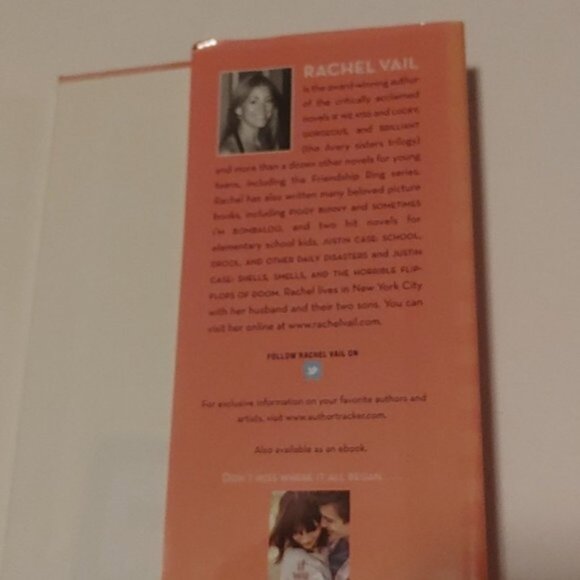 RACHEL VAIL
is the award-winning author
of the critically acclaimed
novels IF WE KISS and LUCKY,
GORGEOUS, and BRILLIANT
(the Avery sisters trilogy)
and more than a dozen other novels for young
teens, including the Friendship Ring series.
Rachel has also written many beloved picture
books, including PIGGY BUNNY and SOMETIMES
I'M BOMBALOO, and two hit novels for
elementary school kids, JUSTIN CASE: SCHOOL,
DROOL, AND OTHER DAILY DISASTERS and JUSTIN
CASE: SHELLS, SMELLS, AND THE HORRIBLE FLIP-
FLOPS OF DOOM. Rachel lives in New York City
with her husband and their two sons. You can
visit her online at www.rachelvail.com.
FOLLOW RACHEL VAIL ON
For exclusive information on your favorite authors and
artists, visit www.authortracker.com.
Also available as an ebook.
DON'T MISS WHERE IT ALL BEGAN
if
we